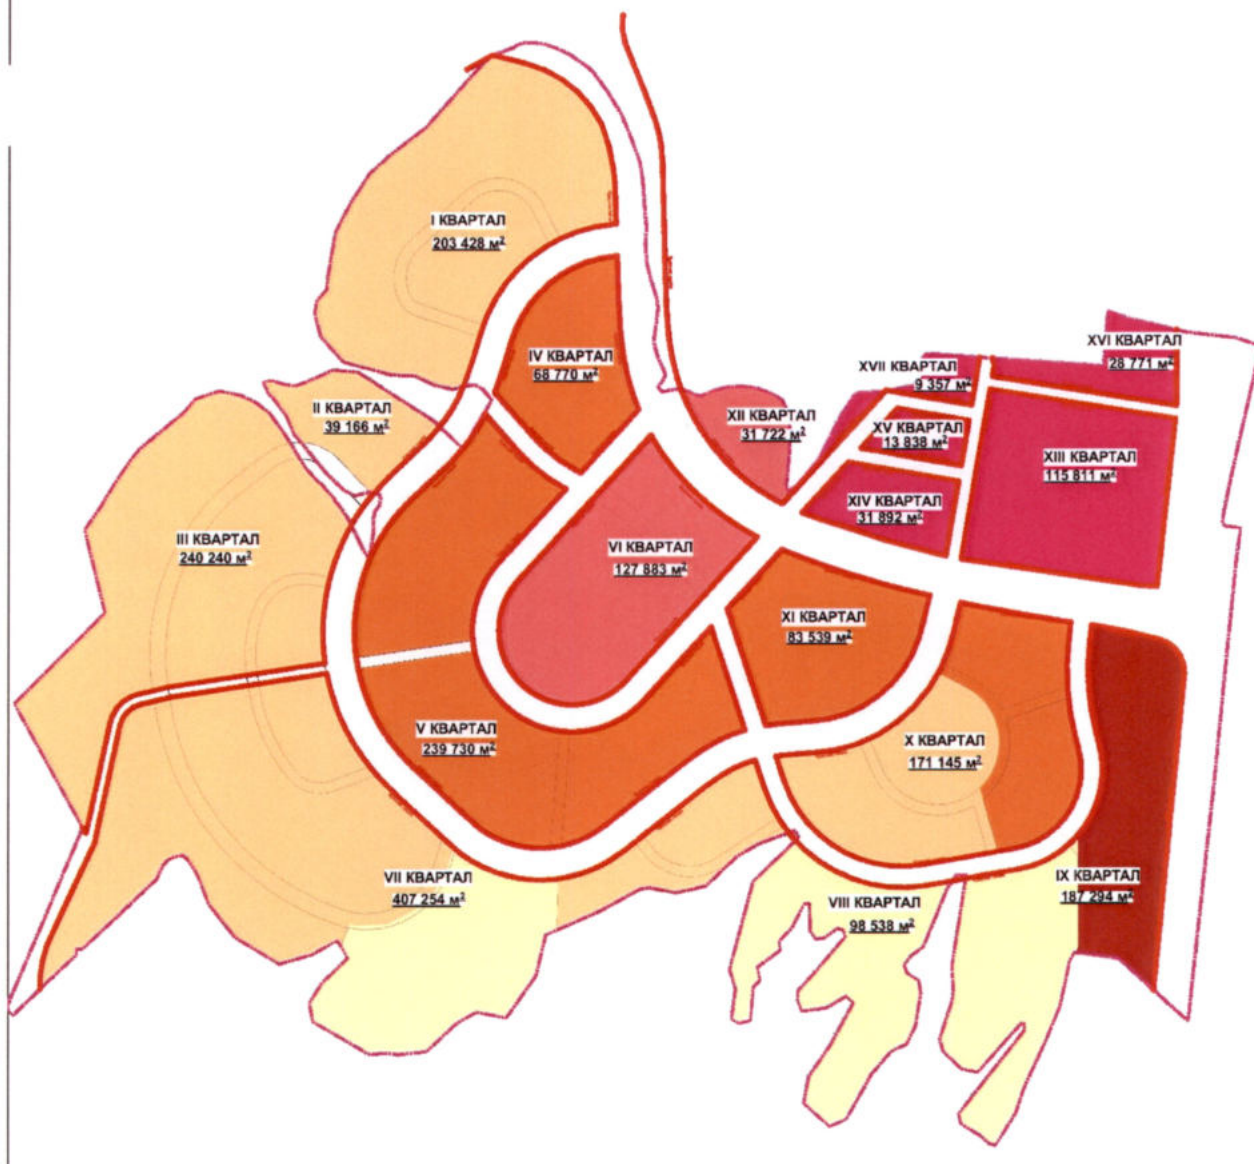 I КВАРТАЛ
203 428 м²
IV КВАРТАЛ
68 770 м²
XVI КВАРТАЛ
28 771 м²
XVII КВАРТАЛ
9 357 м²
II КВАРТАЛ
39 166 м²
XII КВАРТАЛ
31 722 м²
XV КВАРТАЛ
13 838 м²
XIII КВАРТАЛ
115 811 м²
XIV КВАРТАЛ
31 892 м²
III КВАРТАЛ
240 240 м²
VI КВАРТАЛ
127 883 м²
XI КВАРТАЛ
83 539 м²
V КВАРТАЛ
239 730 м²
X КВАРТАЛ
171 145 м²
VII КВАРТАЛ
407 254 м²
IX КВАРТАЛ
187 294 м²
VIII КВАРТАЛ
98 538 м²